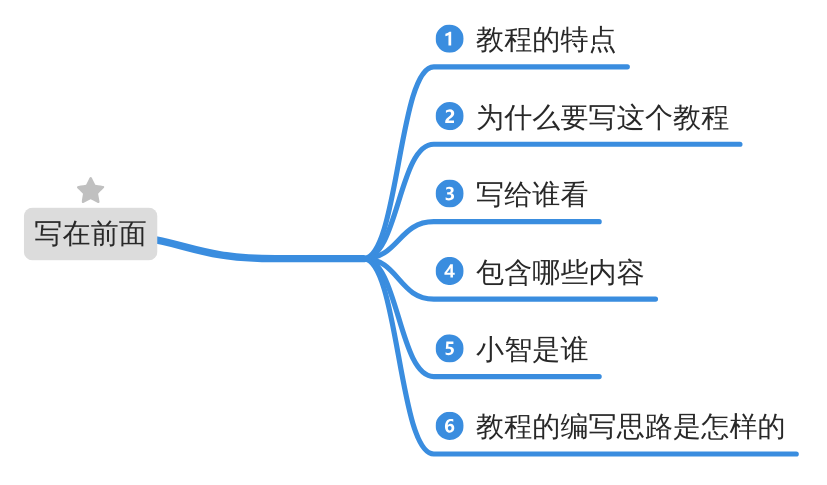 写在前面
1 教程的特点
2 为什么要写这个教程
3 写给谁看
4 包含哪些内容
5 小智是谁
6 教程的编写思路是怎样的